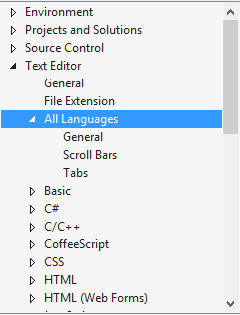 Environment
Projects and Solutions
Source Control
Text Editor
General
File Extension
All Languages
General
Scroll Bars
Tabs
Basic
C#
C/C++
CoffeeScript
CSS
HTML
HTML (Web Forms)